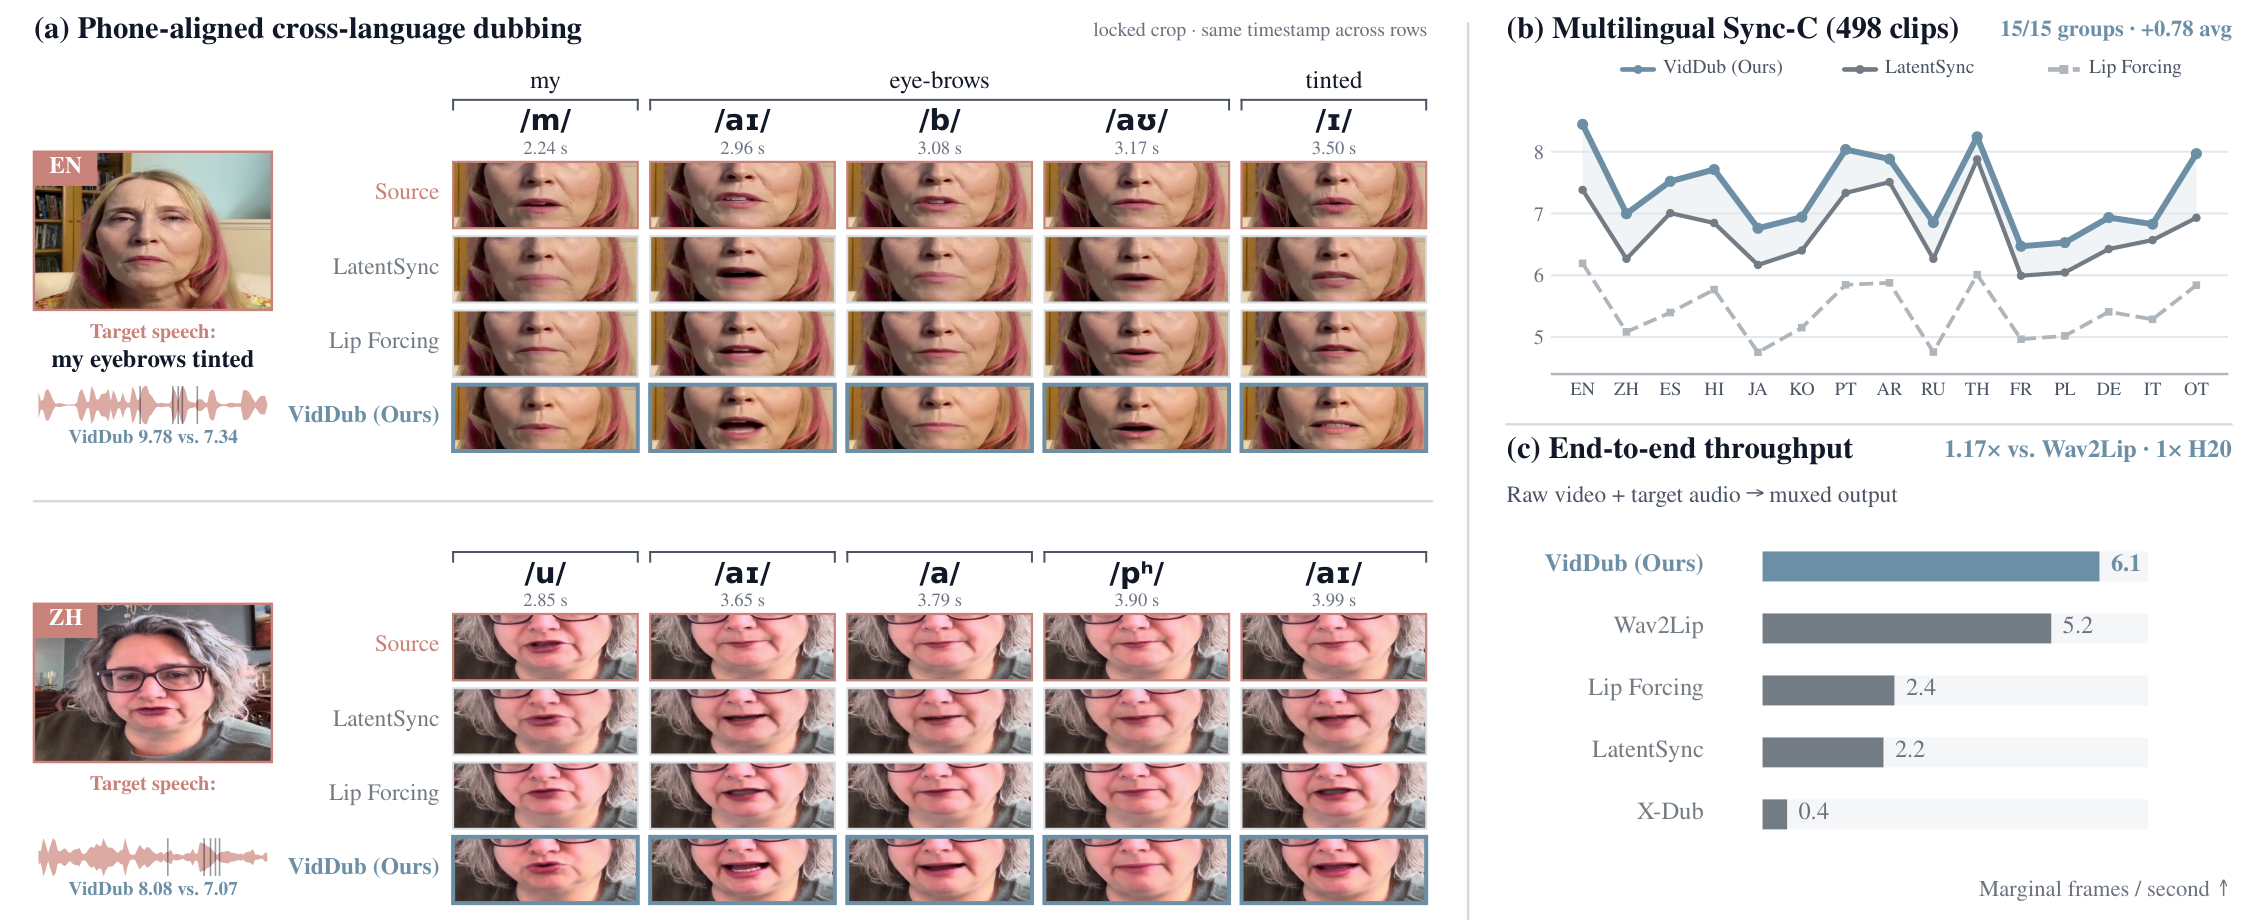 (a) Phone-aligned cross-language dubbing
locked crop · same timestamp across rows
my eye-brows tinted
/m/ /aɪ/ /b/ /aʊ/ /ɪ/
2.24 s 2.96 s 3.08 s 3.17 s 3.50 s
EN
Source
LatentSync
Lip Forcing
VidDub (Ours)
Target speech:
my eyebrows tinted
VidDub 9.78 vs. 7.34
/u/ /aɪ/ /a/ /pʰ/ /aɪ/
2.85 s 3.65 s 3.79 s 3.90 s 3.99 s
ZH
Source
LatentSync
Lip Forcing
VidDub (Ours)
Target speech:
VidDub 8.08 vs. 7.07
(b) Multilingual Sync-C (498 clips)
15/15 groups · +0.78 avg
VidDub (Ours) LatentSync Lip Forcing
8
7
6
5
EN ZH ES HI JA KO PT AR RU TH FR PL DE IT OT
(c) End-to-end throughput
1.17× vs. Wav2Lip · 1× H20
Raw video + target audio → muxed output
VidDub (Ours) 6.1
Wav2Lip 5.2
Lip Forcing 2.4
LatentSync 2.2
X-Dub 0.4
Marginal frames / second ↑